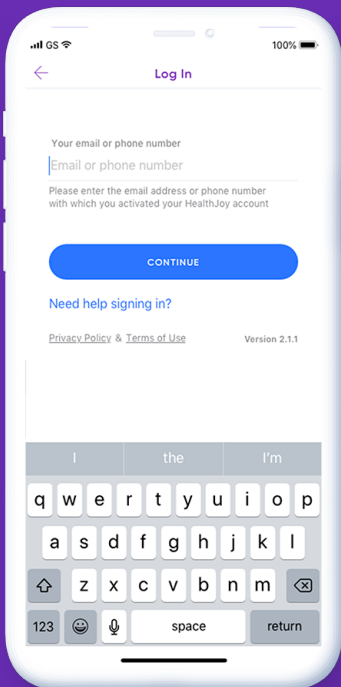 GS 100%
Log In
Your email or phone number
Email or phone number
Please enter the email address or phone number
with which you activated your HealthJoy account
CONTINUE
Need help signing in?
Privacy Policy & Terms of Use Version 2.1.1
I the I'm
q w e r t y u i o p
a s d f g h j k l
z x c v b n m
123 space return